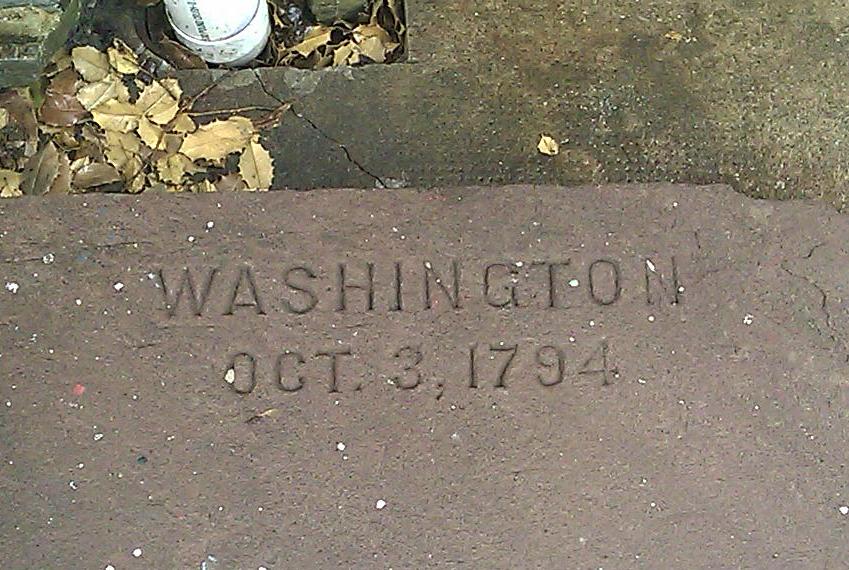 WASHINGTON
OCT. 3, 1794